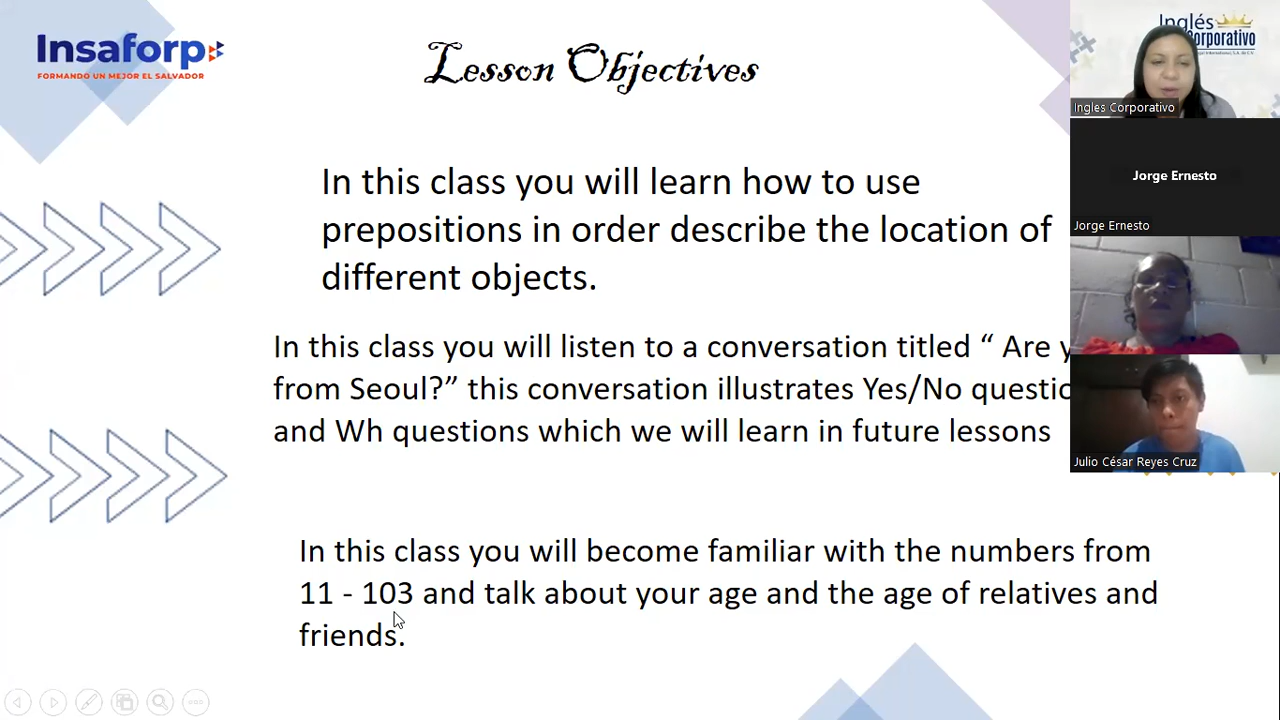 Insaforp
FORMANDO UN MEJOR EL SALVADOR
Lesson Objectives
Inglés
Corporativo
Ingles Corporativo
Jorge Ernesto
Jorge Ernesto
Julio César Reyes Cruz
In this class you will learn how to use
prepositions in order describe the location of
different objects.
In this class you will listen to a conversation titled “ Are
from Seoul?” this conversation illustrates Yes/No
and Wh questions which we will learn in future lessons
In this class you will become familiar with the numbers from
11 - 103 and talk about your age and the age of relatives and
friends.